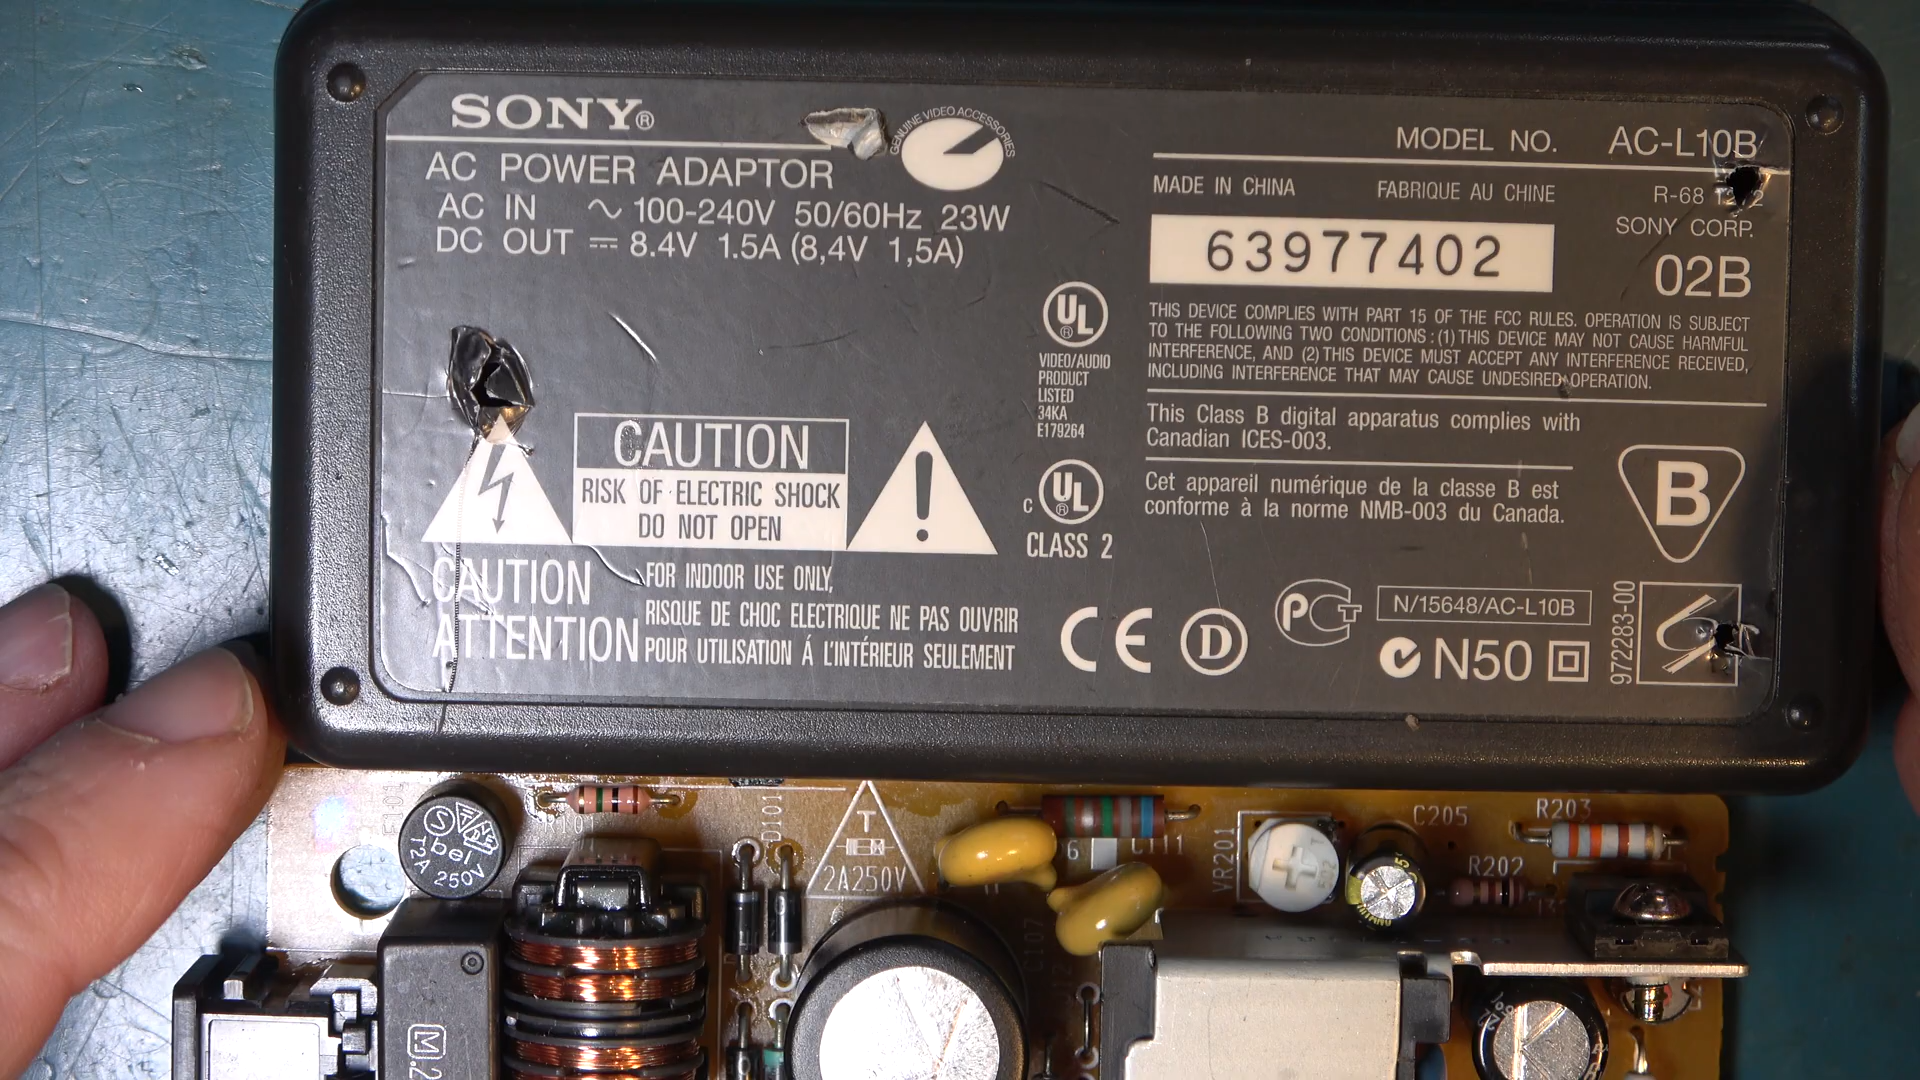 SONY®
GENUINE VIDEO ACCESSORIES
AC POWER ADAPTOR
AC IN ∼ 100-240V 50/60Hz 23W
DC OUT ⎓ 8.4V 1.5A (8,4V 1,5A)
CAUTION
RISK OF ELECTRIC SHOCK
DO NOT OPEN
CAUTION FOR INDOOR USE ONLY,
ATTENTION RISQUE DE CHOC ELECTRIQUE NE PAS OUVRIR
POUR UTILISATION Á L'INTÉRIEUR SEULEMENT
UL®
VIDEO/AUDIO
PRODUCT
LISTED
34KA
E179264
C UL®
CLASS 2
MODEL NO. AC-L10B
MADE IN CHINA FABRIQUE AU CHINE
R-68
SONY CORP.
63977402
02B
THIS DEVICE COMPLIES WITH PART 15 OF THE FCC RULES. OPERATION IS SUBJECT
TO THE FOLLOWING TWO CONDITIONS : (1) THIS DEVICE MAY NOT CAUSE HARMFUL
INTERFERENCE, AND (2) THIS DEVICE MUST ACCEPT ANY INTERFERENCE RECEIVED,
INCLUDING INTERFERENCE THAT MAY CAUSE UNDESIRED OPERATION.
This Class B digital apparatus complies with
Canadian ICES-003.
Cet appareil numérique de la classe B est
conforme à la norme NMB-003 du Canada.
B
CE D PCT
N/15648/AC-L10B
N50
972283-00
S
bel
T2A 250V
D101
T
2A250V
VR201
C205
R203
R202
C107